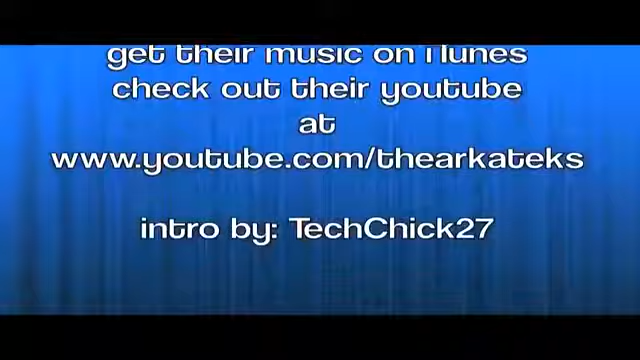 get their music on iTunes
check out their youtube
at
www.youtube.com/thearkateks
intro by: TechChick27